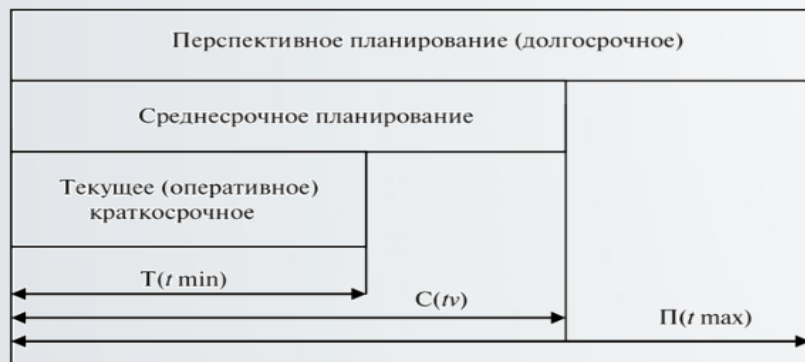 Перспективное планирование (долгосрочное)
Среднесрочное планирование
Текущее (оперативное)
краткосрочное
Т(t min)
С(tv)
П(t max)